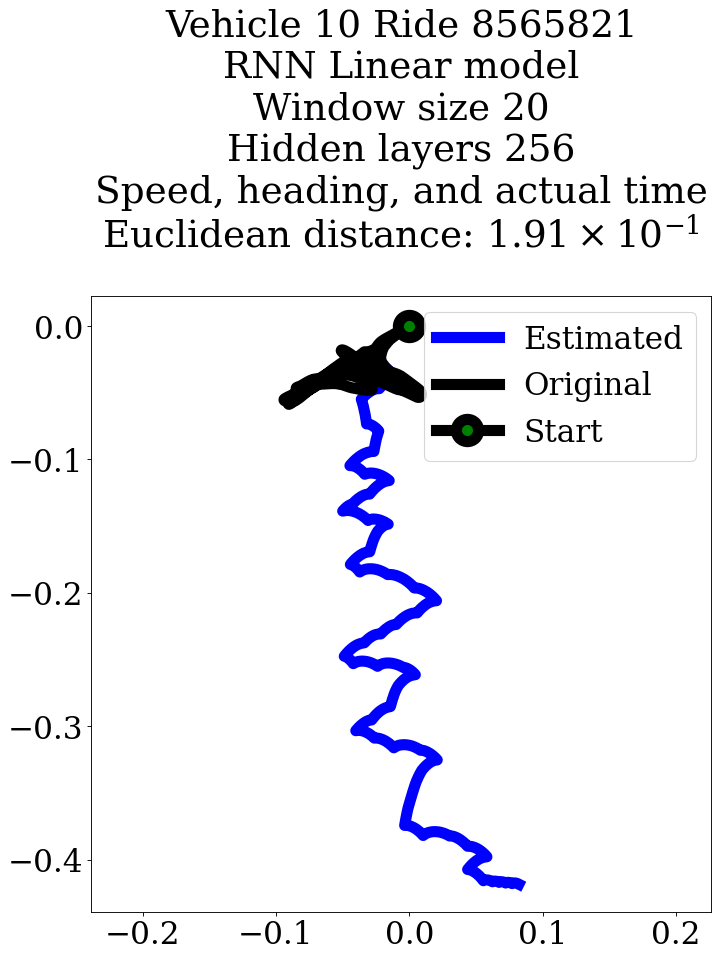 Vehicle 10 Ride 8565821
RNN Linear model
Window size 20
Hidden layers 256
Speed, heading, and actual time
Euclidean distance: 1.91 × 10⁻¹
Estimated
Original
Start
0.0
−0.1
−0.2
−0.3
−0.4
−0.2 −0.1 0.0 0.1 0.2